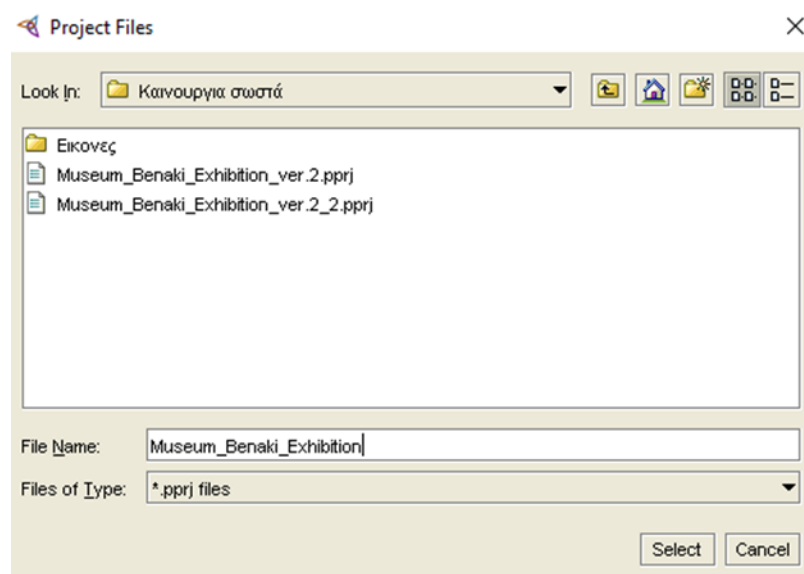 Project Files
Look In: Καινουργια σωστά
Εικονες
Museum_Benaki_Exhibition_ver.2.pprj
Museum_Benaki_Exhibition_ver.2_2.pprj
File Name: Museum_Benaki_Exhibition
Files of Type: *.pprj files
Select Cancel